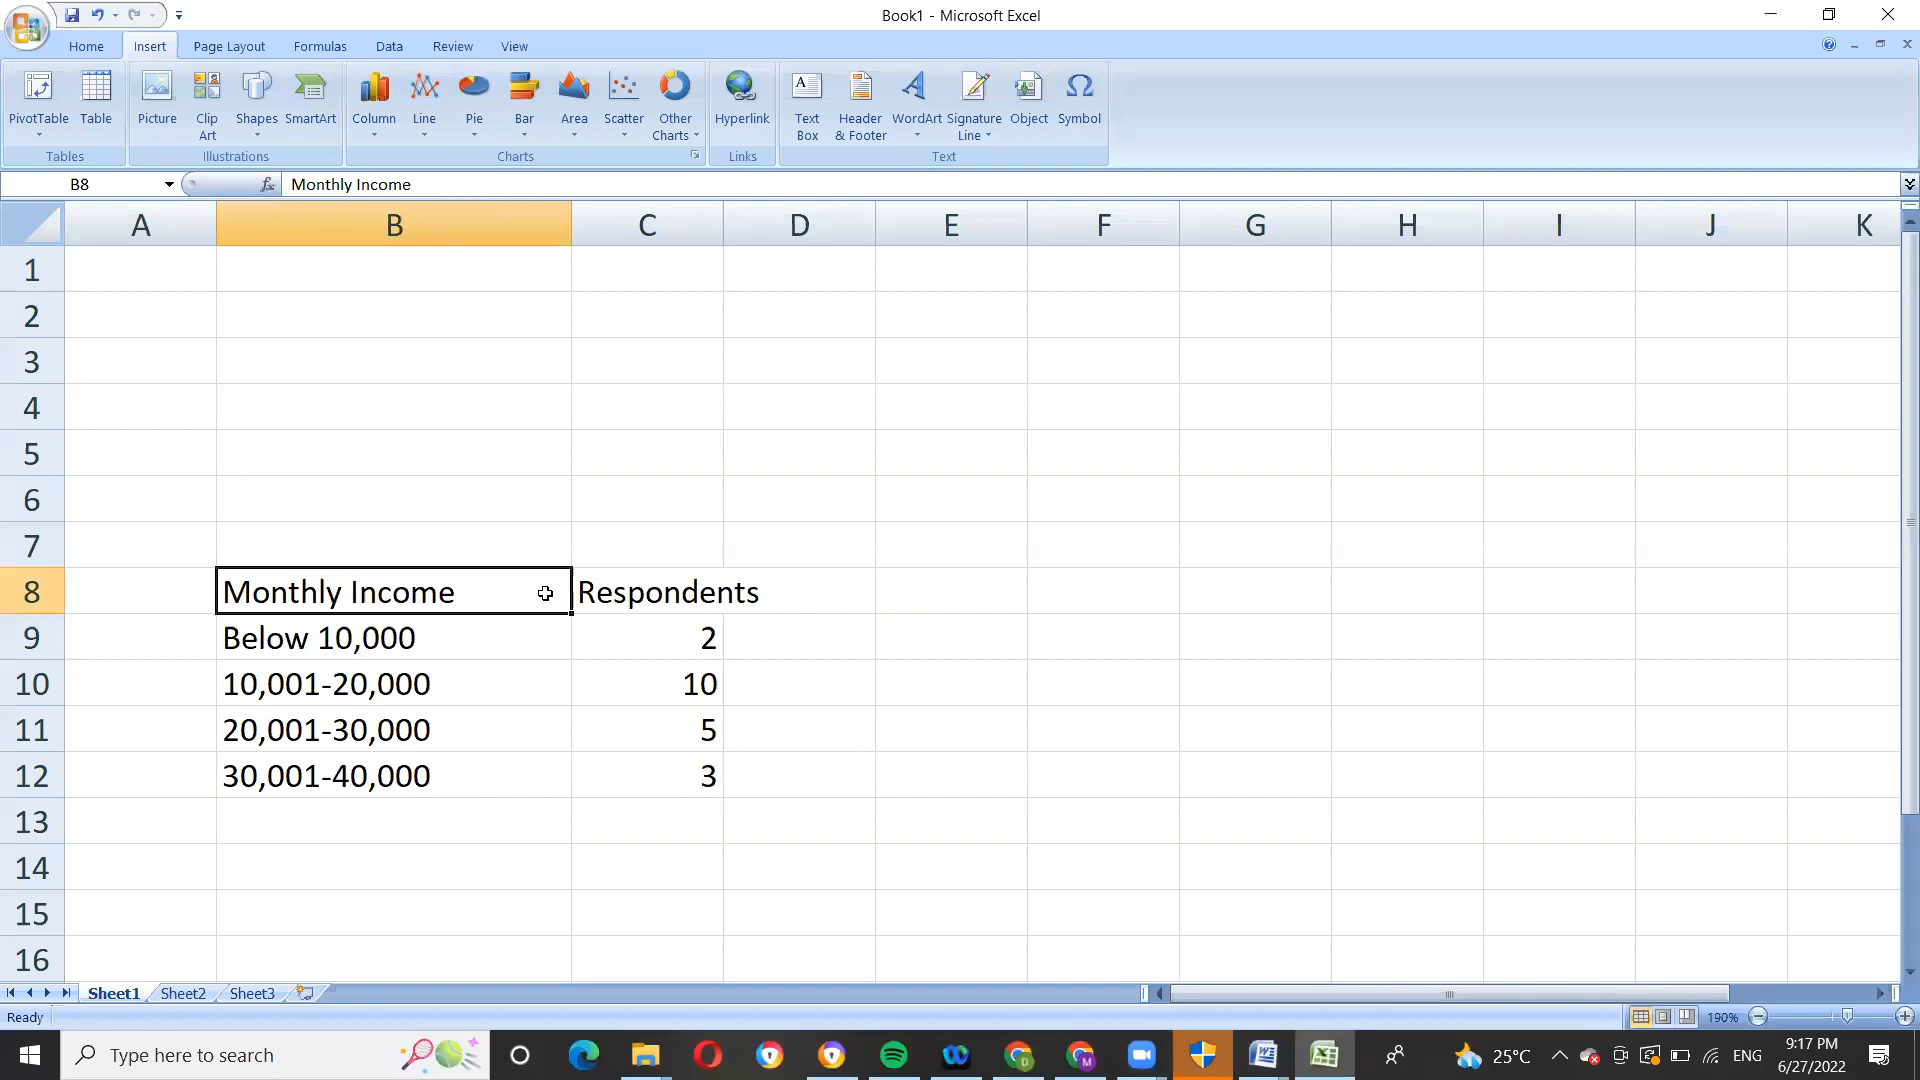 Book1 - Microsoft Excel
Home Insert Page Layout Formulas Data Review View
PivotTable Table Picture Clip Art Shapes SmartArt Column Line Pie Bar Area Scatter Other Charts Hyperlink Text Box Header & Footer WordArt Signature Line Object Symbol
Tables Illustrations Charts Links Text
B8 fx Monthly Income
A B C D E F G H I J K
1
2
3
4
5
6
7
8 Monthly Income Respondents
9 Below 10,000 2
10 10,001-20,000 10
11 20,001-30,000 5
12 30,001-40,000 3
13
14
15
16
Sheet1 Sheet2 Sheet3
Ready 190%
Type here to search 25°C ENG 9:17 PM
6/27/2022